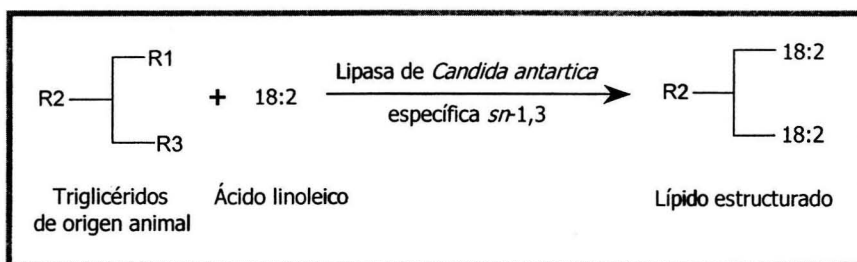 R1
R2
R3
+ 18:2
Lipasa de Candida antartica
específica sn-1,3
R2
18:2
18:2
Triglicéridos
de origen animal
Ácido linoleico
Lípido estructurado